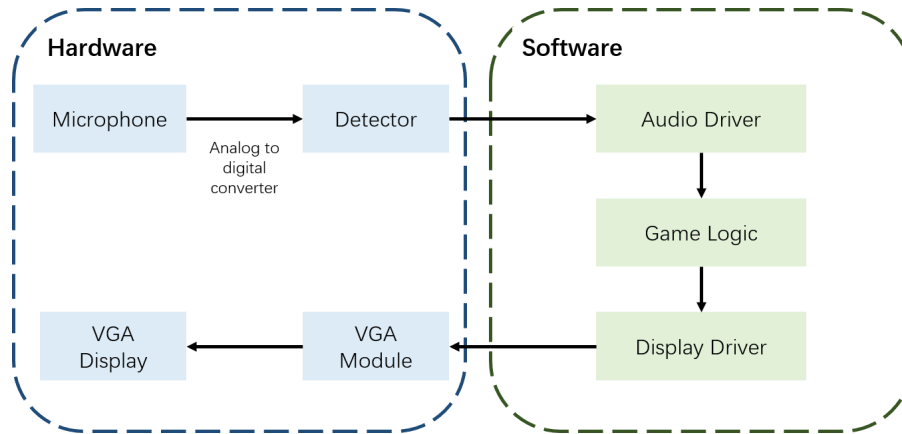 Hardware
Software
Microphone
Detector
Audio Driver
Analog to
digital
converter
Game Logic
VGA
Display
VGA
Module
Display Driver